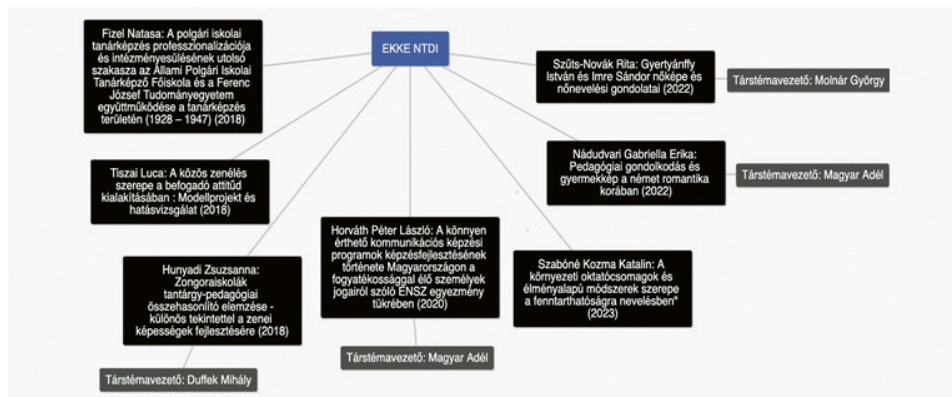 EKKE NTDI
Fizel Natasa: A polgári iskolai
tanárképzés professzionalizációja
és intézményesülésének utolsó
szakasza az Állami Polgári Iskolai
Tanárképző Főiskola és a Ferenc
József Tudományegyetem
együttműködése a tanárképzés
területén (1928 – 1947) (2018)
Szűts-Novák Rita: Gyertyánffy
István és Imre Sándor nőképe és
nőnevelési gondolatai (2022)
Társtémavezető: Molnár György
Tiszai Luca: A közös zenélés
szerepe a befogadó attitűd
kialakításában : Modellprojekt és
hatásvizsgálat (2018)
Nádudvari Gabriella Erika:
Pedagógiai gondolkodás és
gyermekkép a német romantika
korában (2022)
Társtémavezető: Magyar Adél
Hunyadi Zsuzsanna:
Zongoraiskolák
tantárgy-pedagógiai
összehasonlító elemzése -
különös tekintettel a zenei
képességek fejlesztésére (2018)
Társtémavezető: Duffek Mihály
Horváth Péter László: A könnyen
érthető kommunikációs képzési
programok képzésfejlesztésének
története Magyarországon a
fogyatékossággal élő személyek
jogairól szóló ENSZ egyezmény
tükrében (2020)
Társtémavezető: Magyar Adél
Szabóné Kozma Katalin: A
környezeti oktatócsomagok és
élményalapú módszerek szerepe
a fenntarthatóságra nevelésben"
(2023)